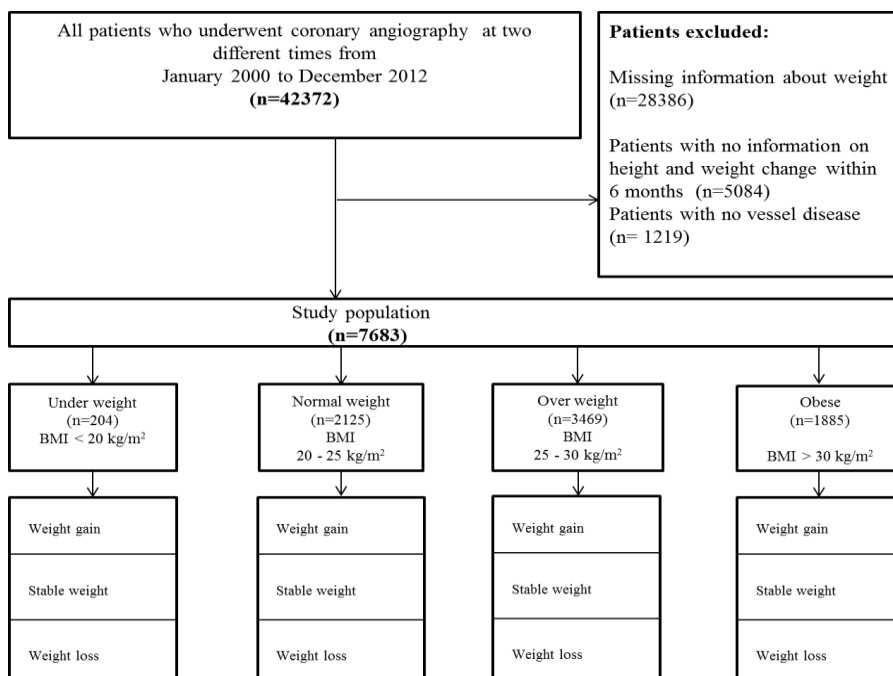 All patients who underwent coronary angiography at two
different times from
January 2000 to December 2012
(n=42372)
Patients excluded:
Missing information about weight
(n=28386)
Patients with no information on
height and weight change within
6 months (n=5084)
Patients with no vessel disease
(n= 1219)
Study population
(n=7683)
Under weight
(n=204)
BMI < 20 kg/m²
Normal weight
(n=2125)
BMI
20 - 25 kg/m²
Over weight
(n=3469)
BMI
25 - 30 kg/m²
Obese
(n=1885)
BMI > 30 kg/m²
Weight gain
Stable weight
Weight loss
Weight gain
Stable weight
Weight loss
Weight gain
Stable weight
Weight loss
Weight gain
Stable weight
Weight loss